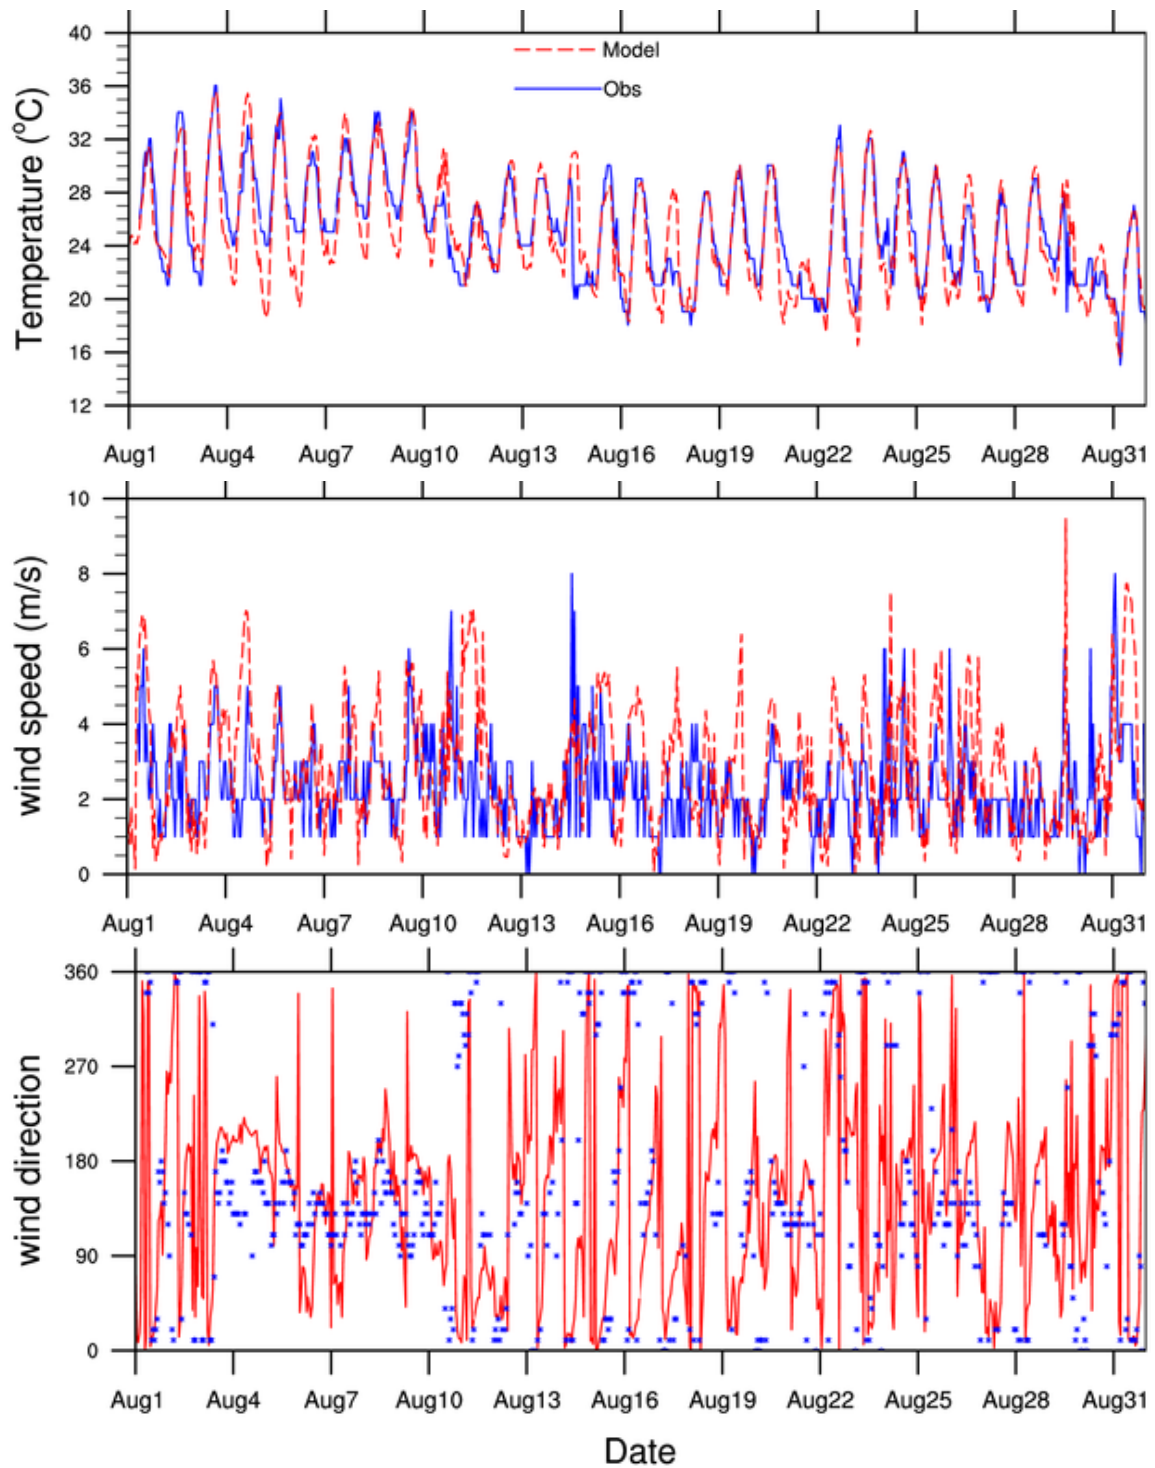 40
36
32
28
24
20
16
12
Temperature (°C)
Model
Obs
Aug1 Aug4 Aug7 Aug10 Aug13 Aug16 Aug19 Aug22 Aug25 Aug28 Aug31
10
8
6
4
2
0
wind speed (m/s)
Aug1 Aug4 Aug7 Aug10 Aug13 Aug16 Aug19 Aug22 Aug25 Aug28 Aug31
360
270
180
90
0
wind direction
Aug1 Aug4 Aug7 Aug10 Aug13 Aug16 Aug19 Aug22 Aug25 Aug28 Aug31
Date